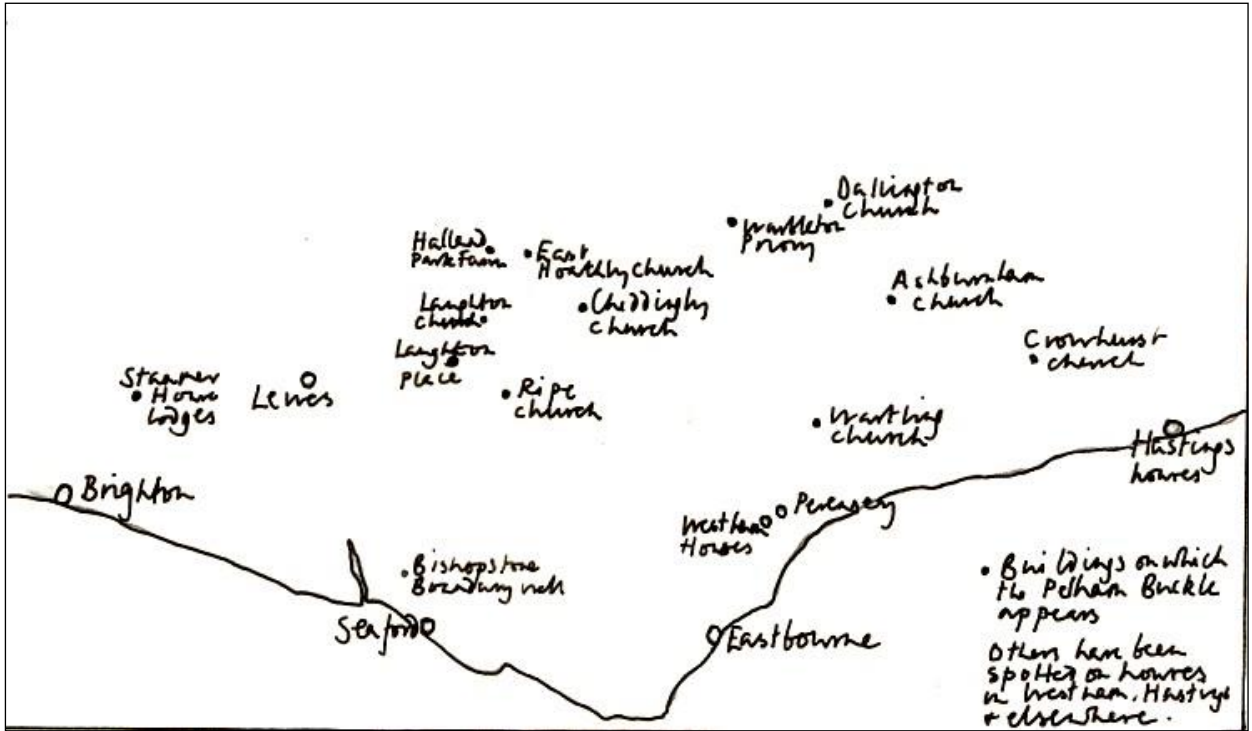 Dallington
Church
Warbleton
Priory
Halland
Park Farm
East
Hoathly church
Ashburnham
church
Laughton
Church
Chiddingly
church
Crowhurst
church
Laughton
Place
Stanmer
House
Lodges
Lewes
Ripe
church
Wartling
church
Hastings
houses
Brighton
Pevensey
Westham
Houses
Bishopstone
Boundary wall
Seaford
Eastbourne
Buildings on which
the Pelham Buckle
appears
Others have been
spotted on houses
in Westham, Hastings
+ elsewhere.